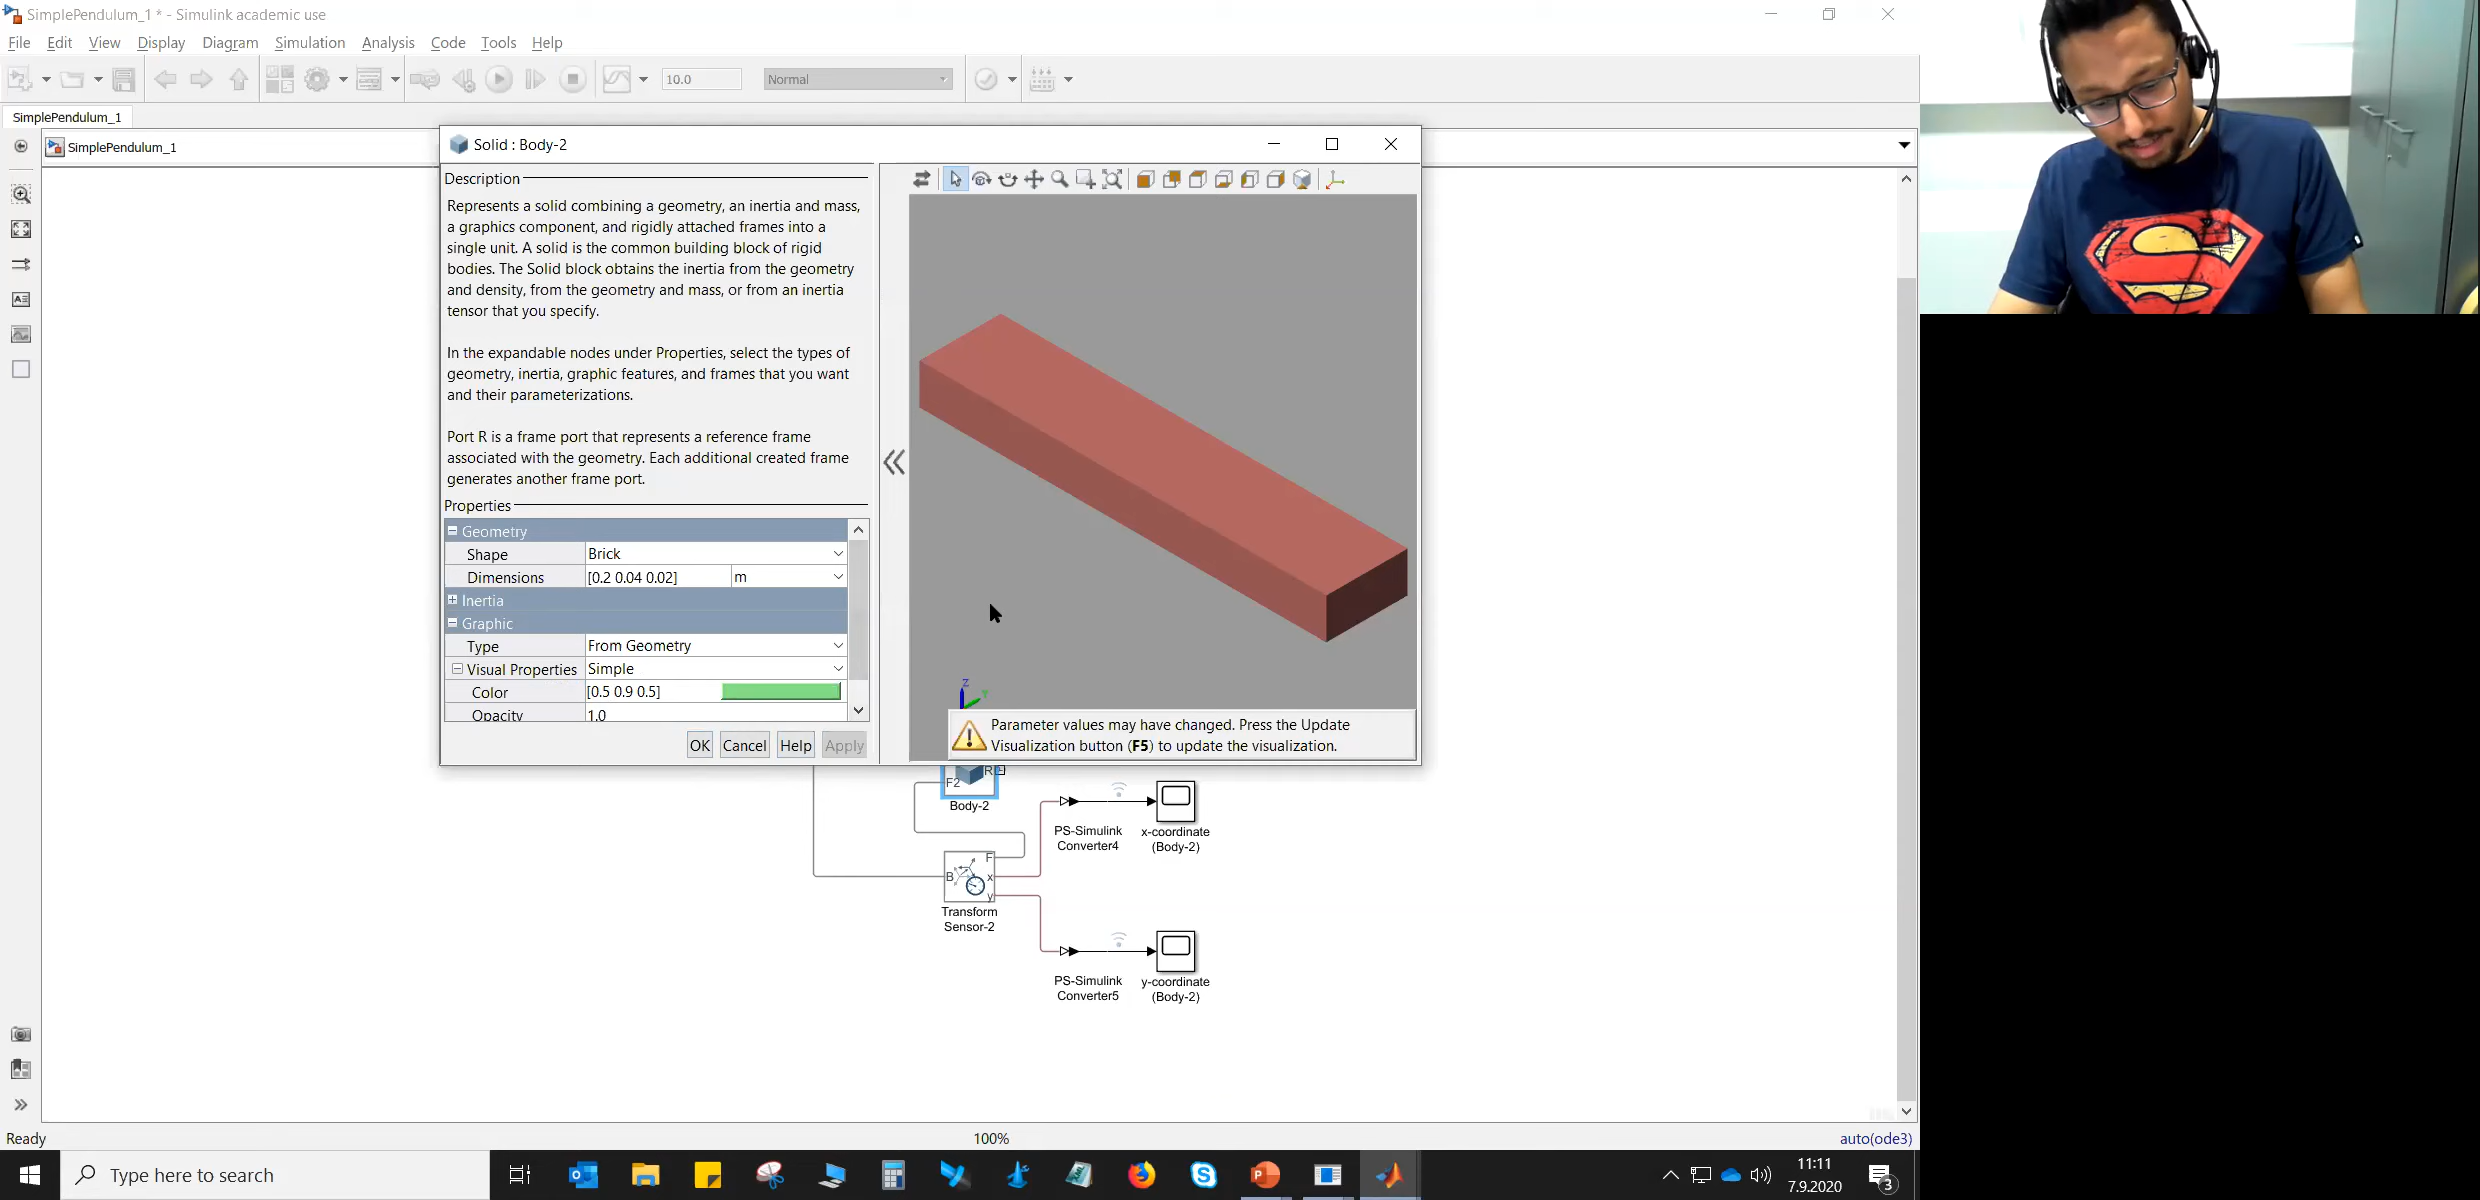 SimplePendulum_1 * - Simulink academic use
File Edit View Display Diagram Simulation Analysis Code Tools Help
10.0
Normal
SimplePendulum_1
SimplePendulum_1
Solid : Body-2
Description
Represents a solid combining a geometry, an inertia and mass,
a graphics component, and rigidly attached frames into a
single unit. A solid is the common building block of rigid
bodies. The Solid block obtains the inertia from the geometry
and density, from the geometry and mass, or from an inertia
tensor that you specify.
In the expandable nodes under Properties, select the types of
geometry, inertia, graphic features, and frames that you want
and their parameterizations.
Port R is a frame port that represents a reference frame
associated with the geometry. Each additional created frame
generates another frame port.
Properties
Geometry
Shape Brick
Dimensions [0.2 0.04 0.02] m
Inertia
Graphic
Type From Geometry
Visual Properties Simple
Color [0.5 0.9 0.5]
Opacity 1.0
OK Cancel Help Apply
Z
Y
Parameter values may have changed. Press the Update
Visualization button (F5) to update the visualization.
R
F2
Body-2
PS-Simulink
Converter4
x-coordinate
(Body-2)
F
B
x
y
Transform
Sensor-2
PS-Simulink
Converter5
y-coordinate
(Body-2)
Ready 100% auto(ode3)
Type here to search
11:11
7.9.2020
3